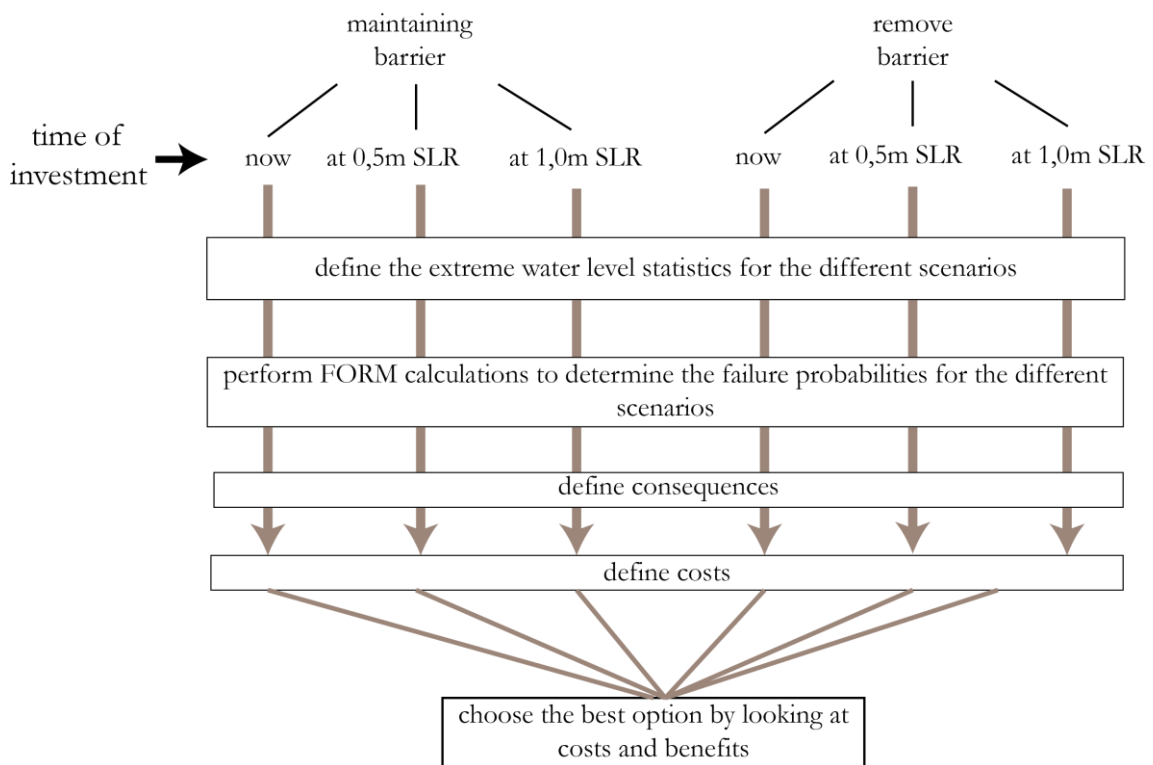 maintaining
barrier
remove
barrier
time of
investment
now
at 0,5m SLR
at 1,0m SLR
now
at 0,5m SLR
at 1,0m SLR
define the extreme water level statistics for the different scenarios
perform FORM calculations to determine the failure probabilities for the different
scenarios
define consequences
define costs
choose the best option by looking at
costs and benefits